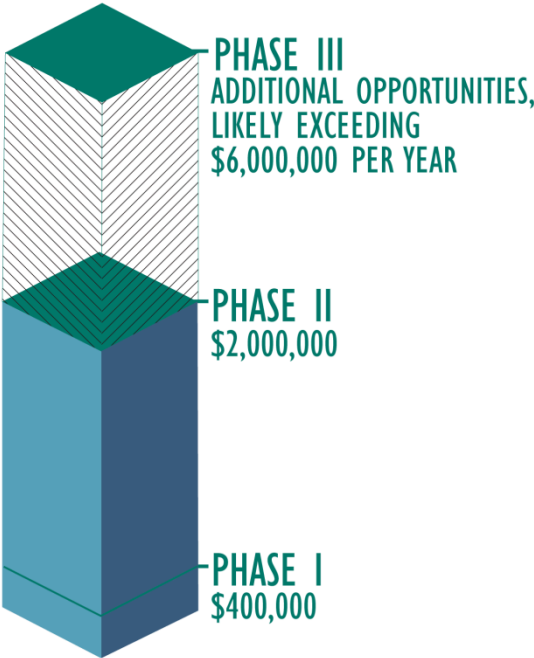 PHASE III
ADDITIONAL OPPORTUNITIES,
LIKELY EXCEEDING
$6,000,000 PER YEAR
PHASE II
$2,000,000
PHASE I
$400,000